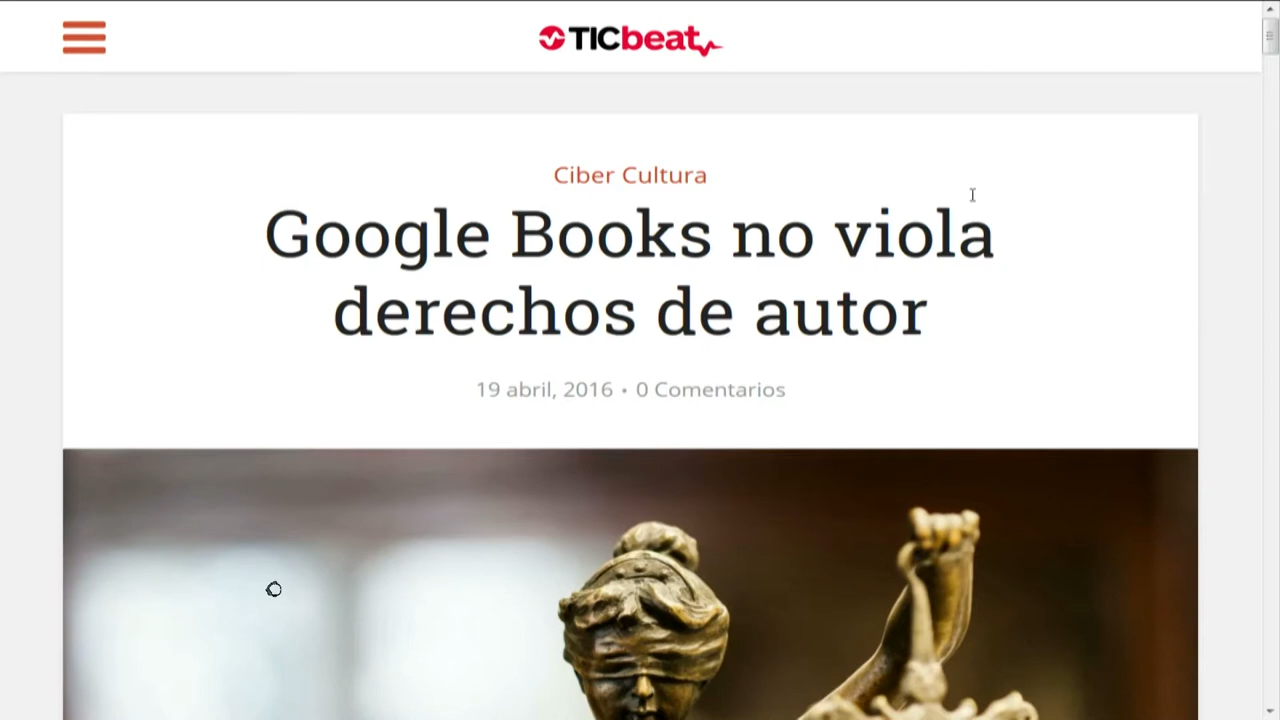 TICbeat
Ciber Cultura
Google Books no viola
derechos de autor
19 abril, 2016 • 0 Comentarios